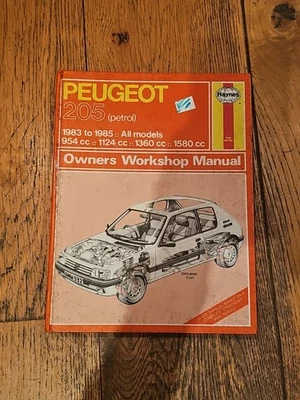 PEUGEOT
205 (petrol)
Haynes
1983 to 1985 □ All models
954 cc □ 1124 cc □ 1360 cc □ 1580 cc
Owners Workshop Manual